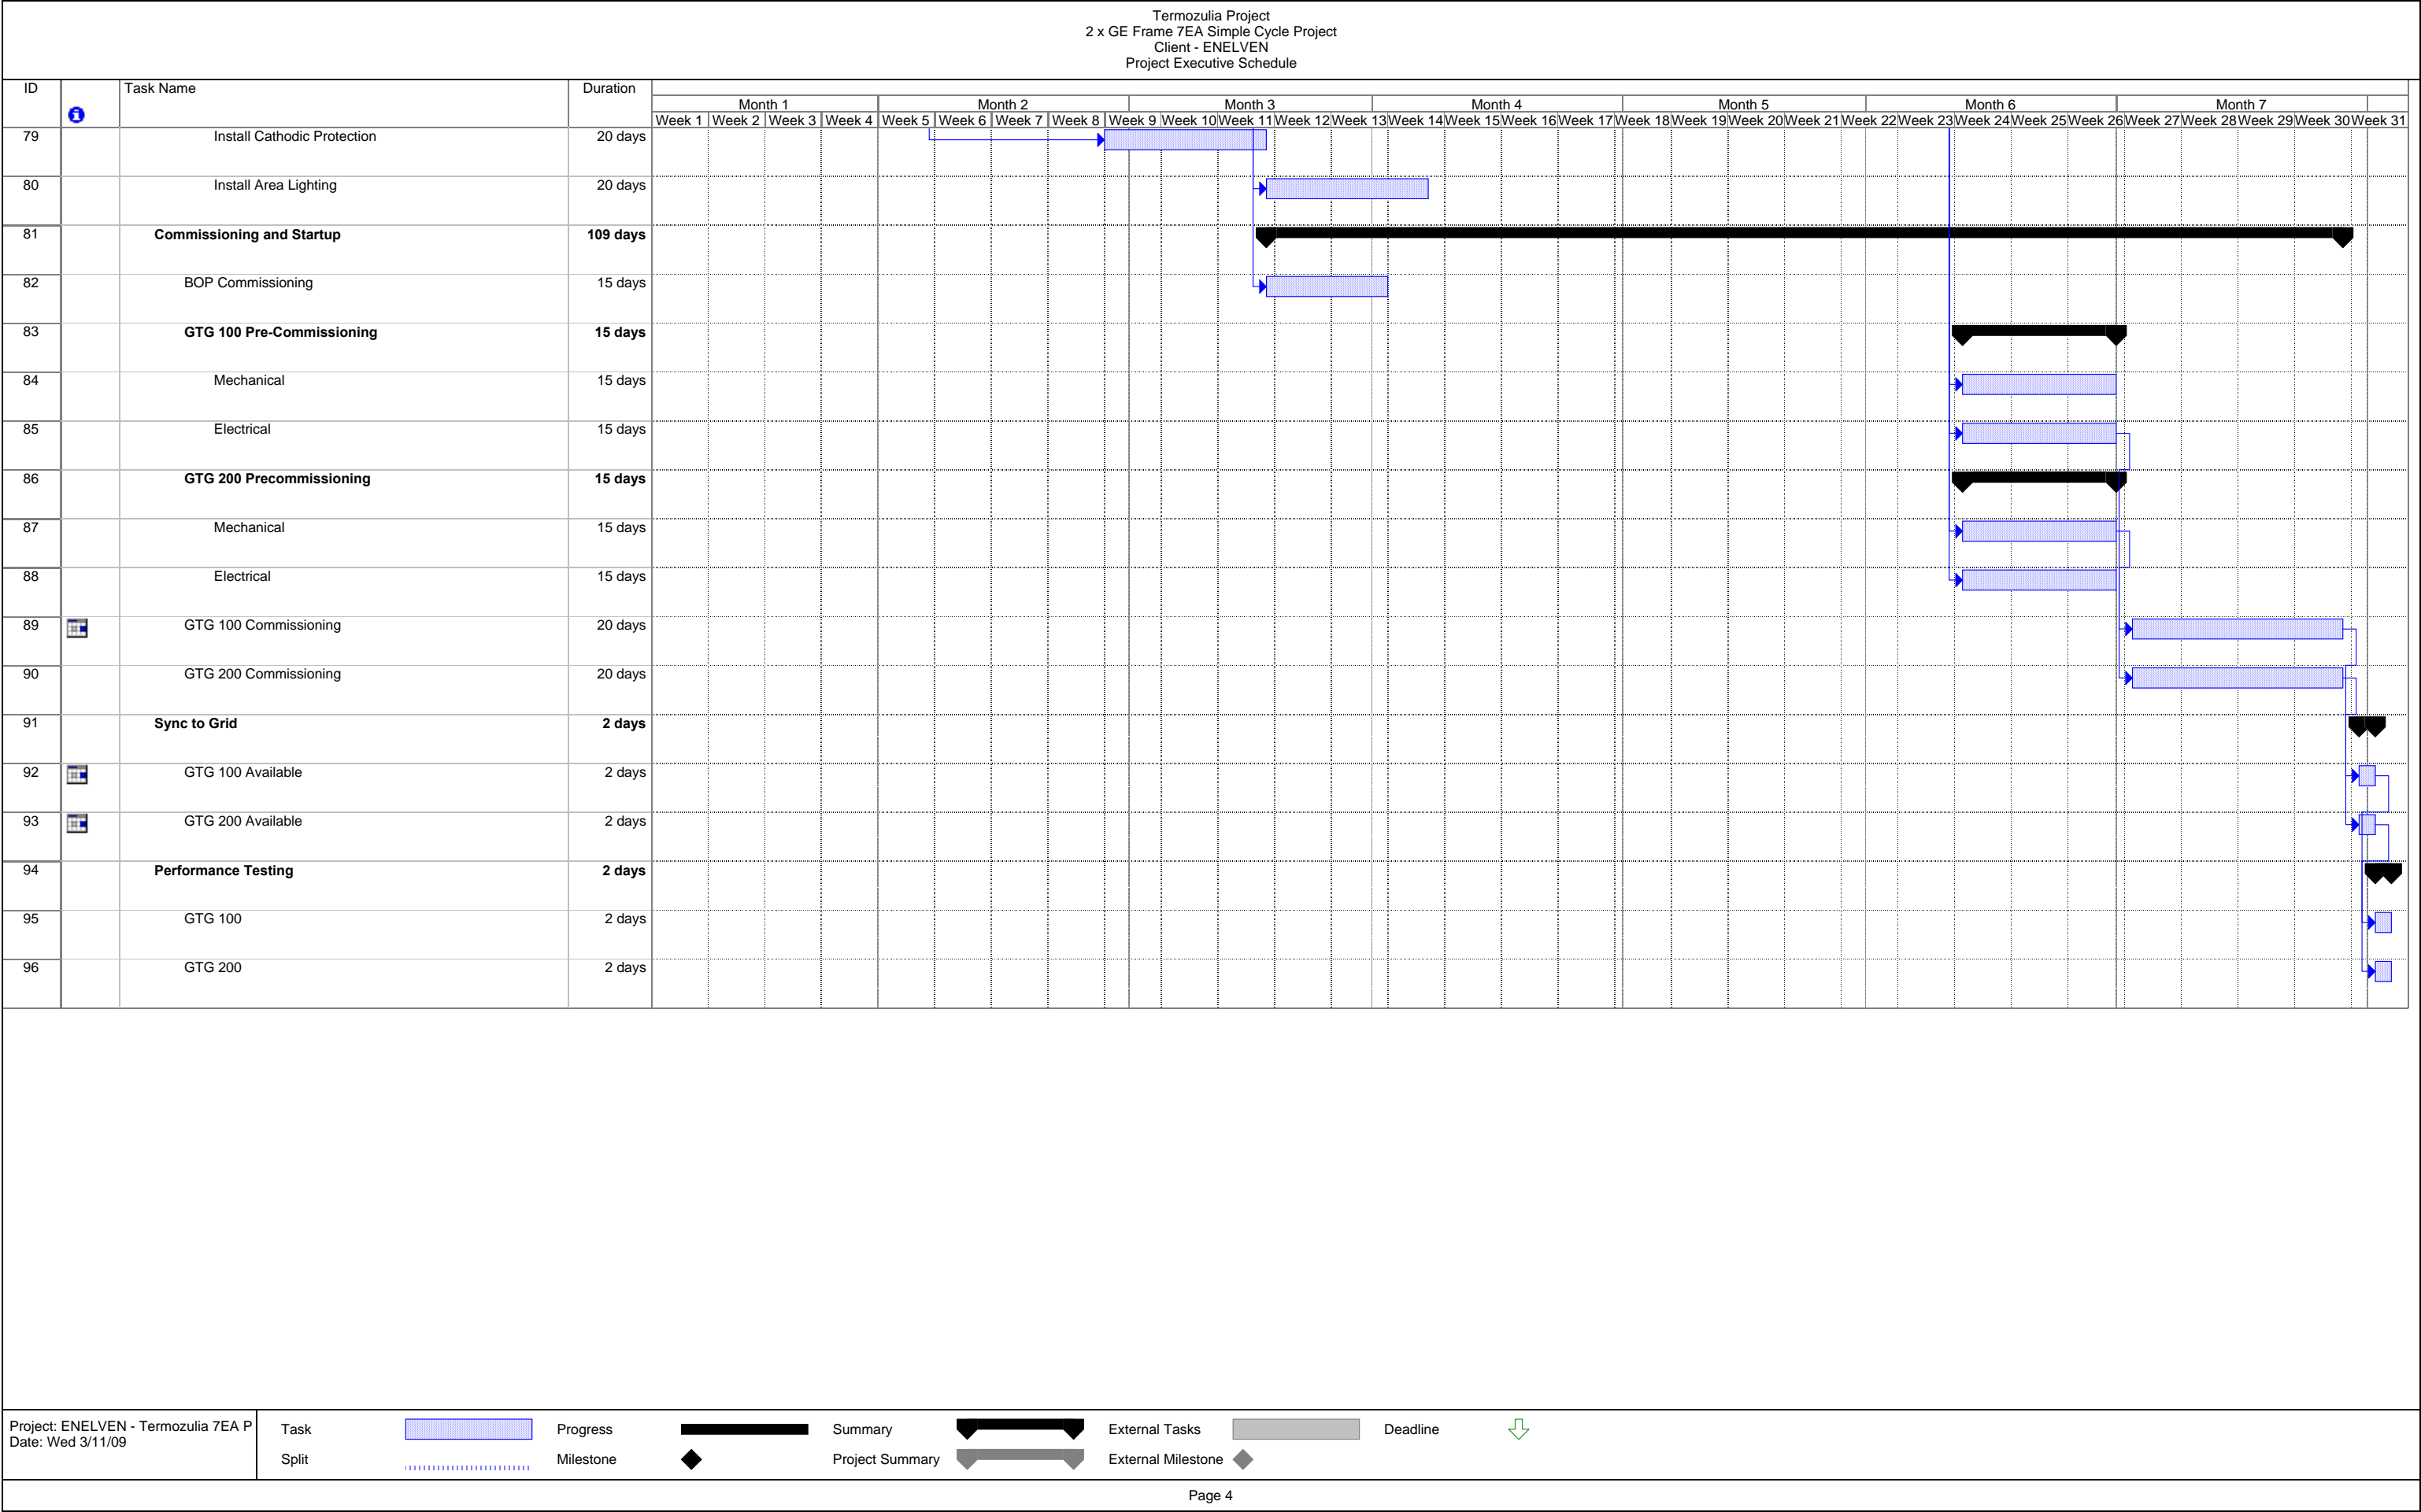 Termozulia Project
2 x GE Frame 7EA Simple Cycle Project
Client - ENELVEN
Project Executive Schedule
ID Task Name Duration
Month 1 Month 2 Month 3 Month 4 Month 5 Month 6 Month 7
Week 1 Week 2 Week 3 Week 4 Week 5 Week 6 Week 7 Week 8 Week 9 Week 10 Week 11 Week 12 Week 13 Week 14 Week 15 Week 16 Week 17 Week 18 Week 19 Week 20 Week 21 Week 22 Week 23 Week 24 Week 25 Week 26 Week 27 Week 28 Week 29 Week 30 Week 31
79 Install Cathodic Protection 20 days
80 Install Area Lighting 20 days
81 Commissioning and Startup 109 days
82 BOP Commissioning 15 days
83 GTG 100 Pre-Commissioning 15 days
84 Mechanical 15 days
85 Electrical 15 days
86 GTG 200 Precommissioning 15 days
87 Mechanical 15 days
88 Electrical 15 days
89 GTG 100 Commissioning 20 days
90 GTG 200 Commissioning 20 days
91 Sync to Grid 2 days
92 GTG 100 Available 2 days
93 GTG 200 Available 2 days
94 Performance Testing 2 days
95 GTG 100 2 days
96 GTG 200 2 days
Project: ENELVEN - Termozulia 7EA P
Date: Wed 3/11/09
Task Progress Summary External Tasks Deadline
Split Milestone Project Summary External Milestone
Page 4